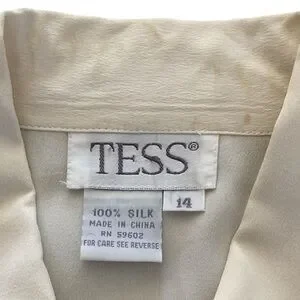 TESS®
14
100% SILK
MADE IN CHINA
RN 59602
FOR CARE SEE REVERSE